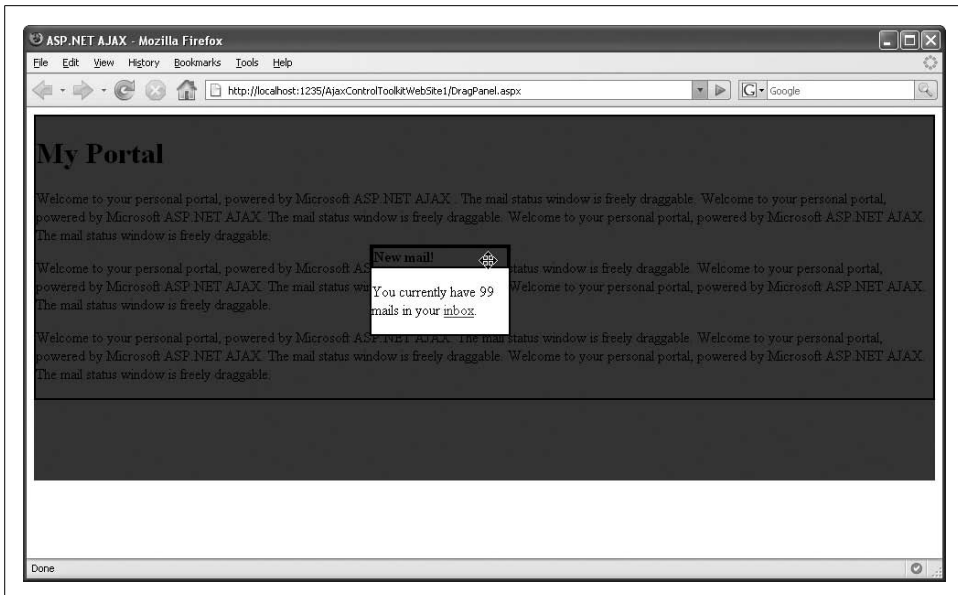 ASP.NET AJAX - Mozilla Firefox
File Edit View History Bookmarks Tools Help
http://localhost:1235/AjaxControlToolkitWebSite1/DragPanel.aspx
G Google
My Portal
Welcome to your personal portal, powered by Microsoft ASP.NET AJAX . The mail status window is freely draggable. Welcome to your personal portal,
powered by Microsoft ASP.NET AJAX. The mail status window is freely draggable. Welcome to your personal portal, powered by Microsoft ASP.NET AJAX.
The mail status window is freely draggable.
Welcome to your personal portal, powered by Microsoft AS status window is freely draggable. Welcome to your personal portal,
powered by Microsoft ASP.NET AJAX. The mail Welcome to your personal portal, powered by Microsoft ASP.NET AJAX.
The mail status window is freely draggable.
Welcome to your personal portal, powered by Microsoft ASP.NET AJAX. The mail status window is freely draggable. Welcome to your personal portal,
powered by Microsoft ASP.NET AJAX. The mail status window is freely draggable. Welcome to your personal portal, powered by Microsoft ASP.NET AJAX.
The mail status window is freely draggable.
New mail!
You currently have 99
mails in your inbox.
Done